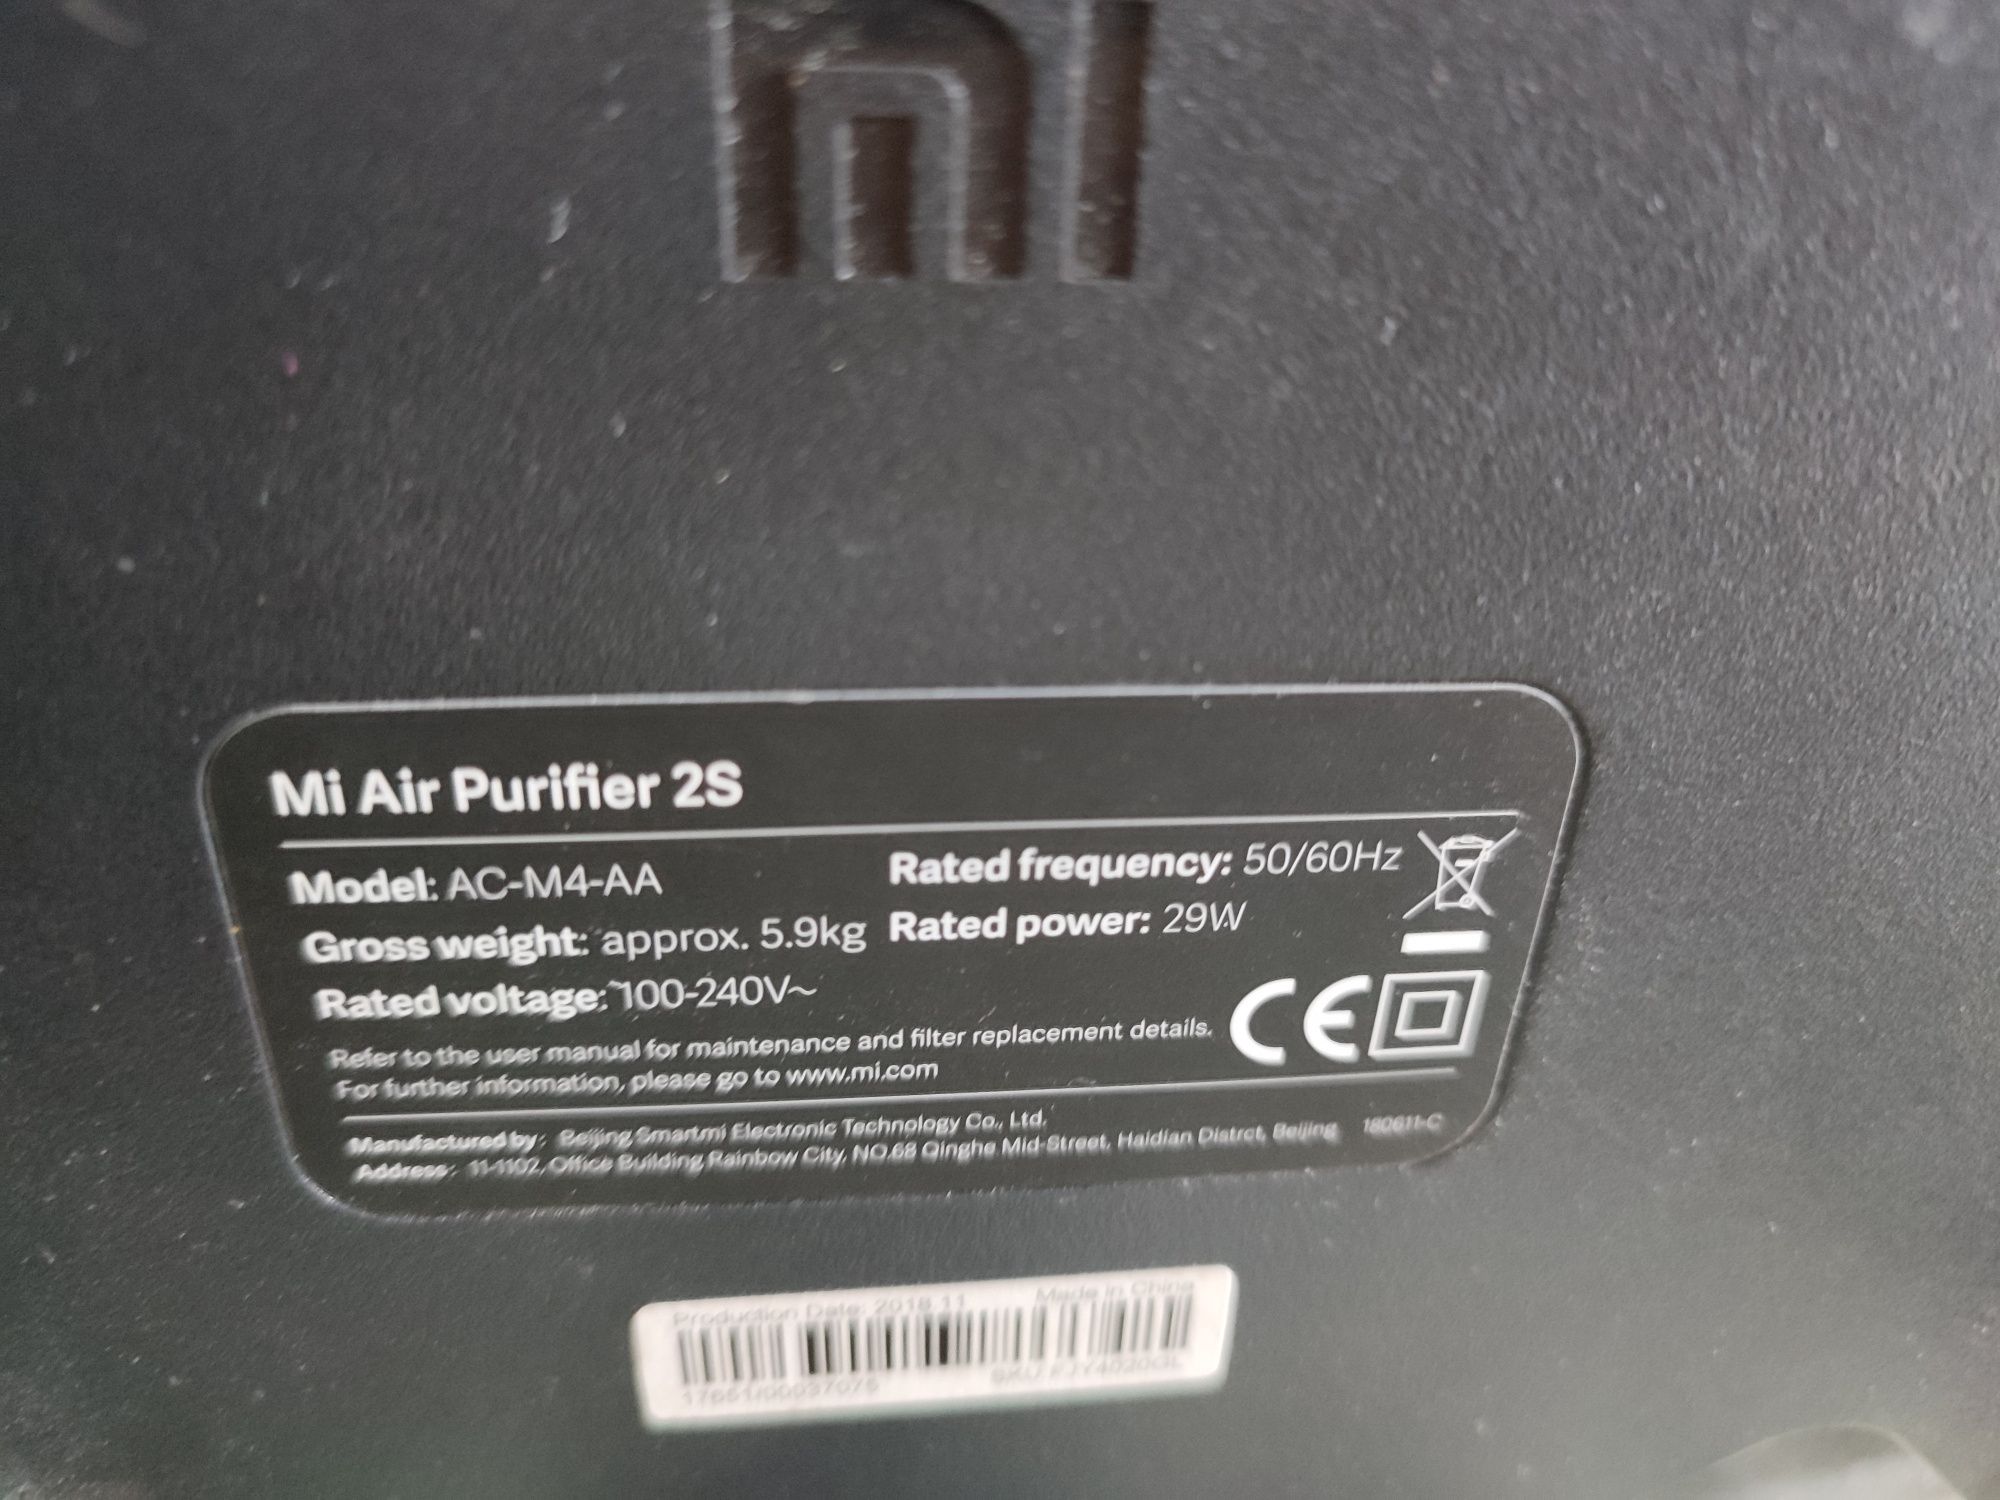 mi
Mi Air Purifier 2S
Model: AC-M4-AA
Gross weight: approx. 5.9kg
Rated voltage: 100-240V~
Rated frequency: 50/60Hz
Rated power: 29W
CE
Refer to the user manual for maintenance and filter replacement details.
For further information, please go to www.mi.com
Manufactured by: Beijing Smartmi Electronic Technology Co., Ltd.
Address: 11-1102, Office Building, Rainbow City, NO.68 Qinghe Mid-Street, Haidian Distrct, Beijing 180611-C
Production Date: 2018.11 Made in China